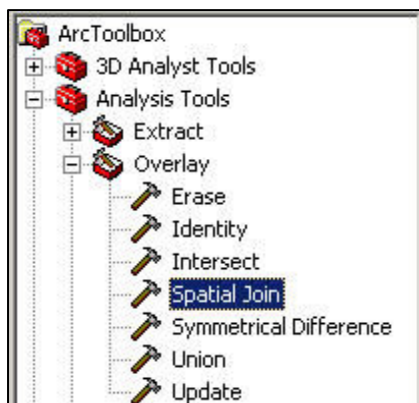 ArcToolbox
3D Analyst Tools
Analysis Tools
Extract
Overlay
Erase
Identity
Intersect
Spatial Join
Symmetrical Difference
Union
Update